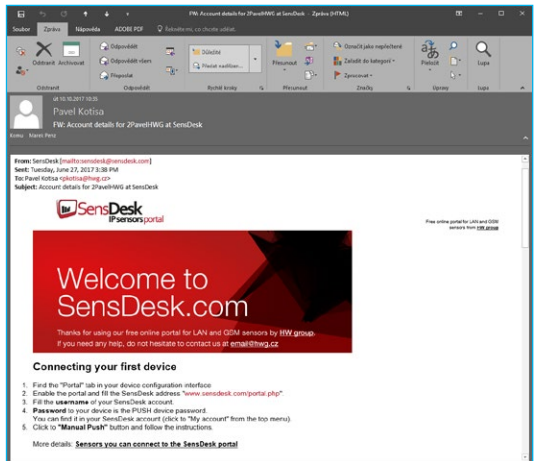 FW: Account details for 2PavelHWG at SensDesk - Zpráva (HTML)
Soubor Zpráva Nápověda ADOBE PDF Řekněte mi, co chcete udělat.
Odstranit Archivovat
Odpovědět
Odpovědět všem
Přeposlat
Důležité
Předat nadřízen...
Přesunout
Označit jako nepřečtené
Zařadit do kategorií
Zpracovat
Přeložit
Lupa
Odstranit Odpovědět Rychlé kroky Přesunout Značky Úpravy Lupa
út 10.10.2017 10:35
Pavel Kotisa
FW: Account details for 2PavelHWG at SensDesk
Komu Marek Petz
From: SensDesk [mailto:sensdesk@sensdesk.com]
Sent: Tuesday, June 27, 2017 3:38 PM
To: Pavel Kotisa <pkotisa@hwg.cz>
Subject: Account details for 2PavelHWG at SensDesk
SensDesk
IPsensorsportal
Free online portal for LAN and GSM
sensors from HW group
Welcome to
SensDesk.com
Thanks for using our free online portal for LAN and GSM sensors by HW group.
If you need any help, do not hesitate to contact us at email@hwg.cz
Connecting your first device
1. Find the "Portal" tab in your device configuration interface
2. Enable the portal and fill the SensDesk address "www.sensdesk.com/portal.php".
3. Fill the username of your SensDesk account.
4. Password to your device is the PUSH device password.
You can find it in your SensDesk account (click to "My account" from the top menu).
5. Click to "Manual Push" button and follow the instructions.
More details: Sensors you can connect to the SensDesk portal